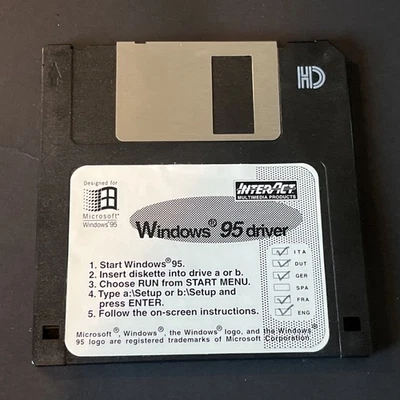 HD
Designed for
Microsoft®
Windows®95
INTERACT
MULTIMEDIA PRODUCTS
Windows® 95 driver
1. Start Windows®95.
2. Insert diskette into drive a or b.
3. Choose RUN from START MENU.
4. Type a:\Setup or b:\Setup and
press ENTER.
5. Follow the on-screen instructions.
ITA
DUT
GER
SPA
FRA
ENG
Microsoft®, Windows®, the Windows® logo, and the Windows®
95 logo are registered trademarks of Microsoft Corporation.